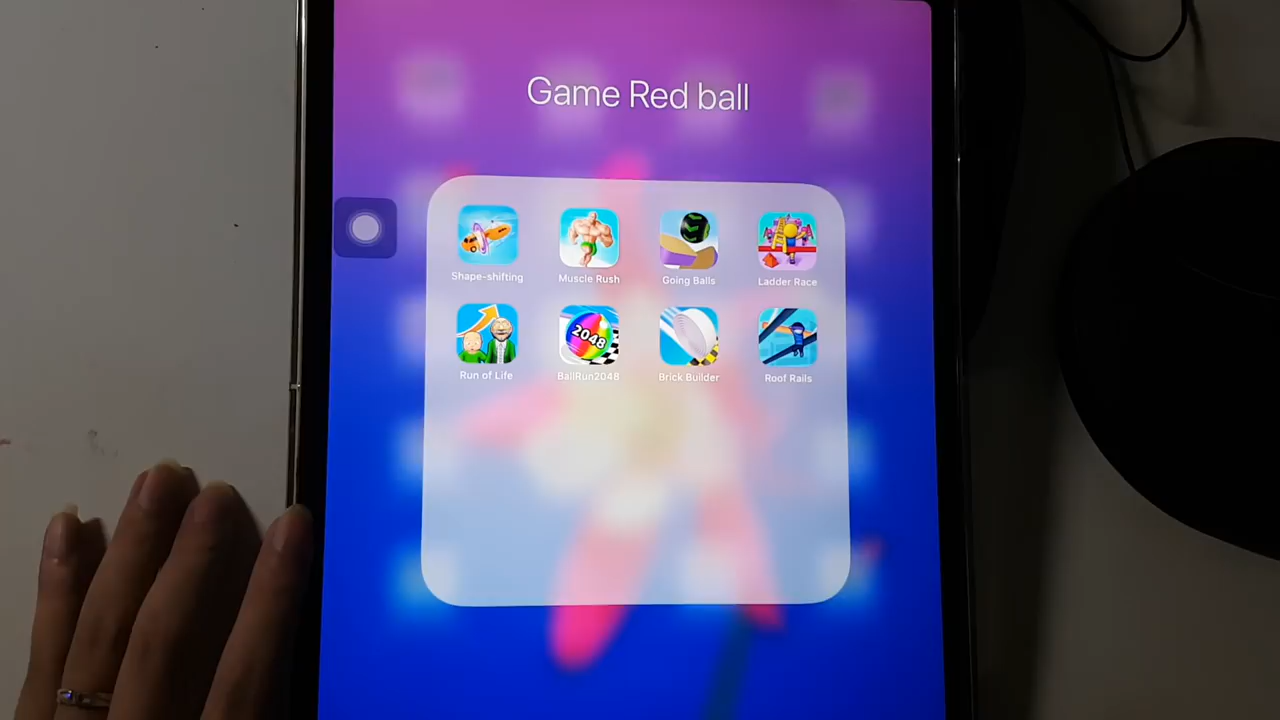 Game Red ball
Shape-shifting
Muscle Rush
Going Balls
Ladder Race
2048
Run of Life
BallRun2048
Brick Builder
Roof Rails